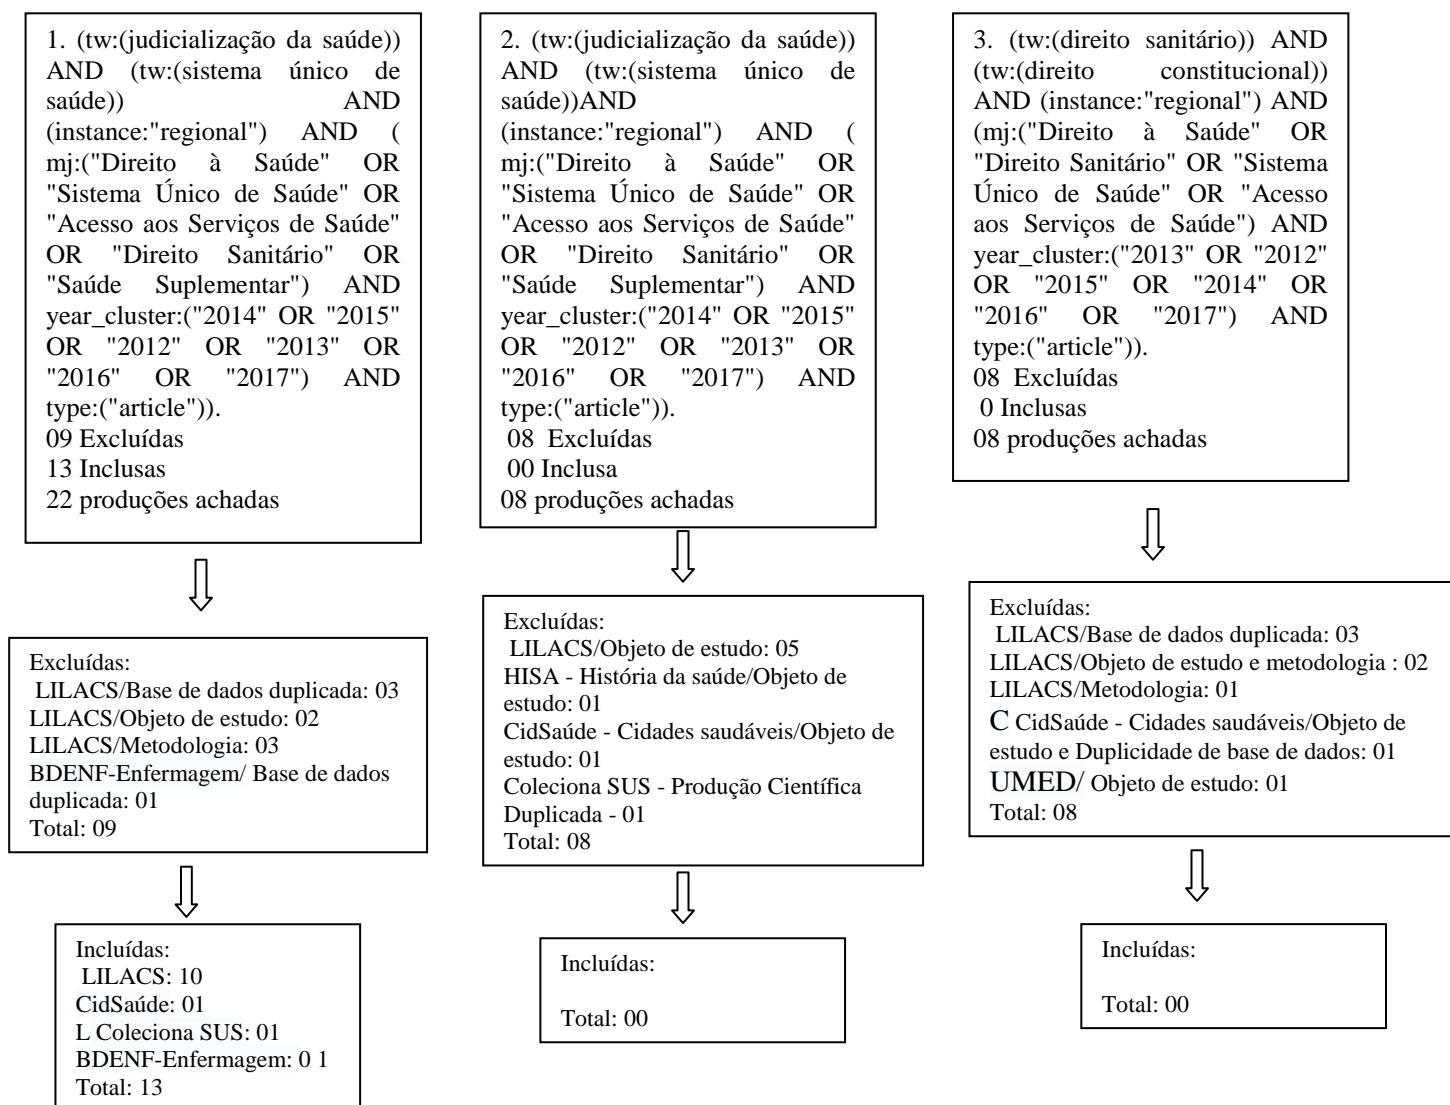 1. (tw:(judicialização da saúde))
AND (tw:(sistema único de
saúde)) AND
(instance:"regional") AND (
mj:("Direito à Saúde" OR
"Sistema Único de Saúde" OR
"Acesso aos Serviços de Saúde"
OR "Direito Sanitário" OR
"Saúde Suplementar") AND
year_cluster:("2014" OR "2015"
OR "2012" OR "2013" OR
"2016" OR "2017") AND
type:("article")).
09 Excluídas
13 Inclusas
22 produções achadas
Excluídas:
LILACS/Base de dados duplicada: 03
LILACS/Objeto de estudo: 02
LILACS/Metodologia: 03
BDENF-Enfermagem/ Base de dados
duplicada: 01
Total: 09
Incluídas:
LILACS: 10
CidSaúde: 01
L Coleciona SUS: 01
BDENF-Enfermagem: 0 1
Total: 13
2. (tw:(judicialização da saúde))
AND (tw:(sistema único de
saúde))AND
(instance:"regional") AND (
mj:("Direito à Saúde" OR
"Sistema Único de Saúde" OR
"Acesso aos Serviços de Saúde"
OR "Direito Sanitário" OR
"Saúde Suplementar") AND
year_cluster:("2014" OR "2015"
OR "2012" OR "2013" OR
"2016" OR "2017") AND
type:("article")).
08 Excluídas
00 Inclusa
08 produções achadas
Excluídas:
LILACS/Objeto de estudo: 05
HISA - História da saúde/Objeto de
estudo: 01
CidSaúde - Cidades saudáveis/Objeto de
estudo: 01
Coleciona SUS - Produção Científica
Duplicada - 01
Total: 08
Incluídas:
Total: 00
3. (tw:(direito sanitário)) AND
(tw:(direito constitucional))
AND (instance:"regional") AND
(mj:("Direito à Saúde" OR
"Direito Sanitário" OR "Sistema
Único de Saúde" OR "Acesso
aos Serviços de Saúde") AND
year_cluster:("2013" OR "2012"
OR "2015" OR "2014" OR
"2016" OR "2017") AND
type:("article")).
08 Excluídas
0 Inclusas
08 produções achadas
Excluídas:
LILACS/Base de dados duplicada: 03
LILACS/Objeto de estudo e metodologia : 02
LILACS/Metodologia: 01
C CidSaúde - Cidades saudáveis/Objeto de
estudo e Duplicidade de base de dados: 01
UMED/ Objeto de estudo: 01
Total: 08
Incluídas:
Total: 00